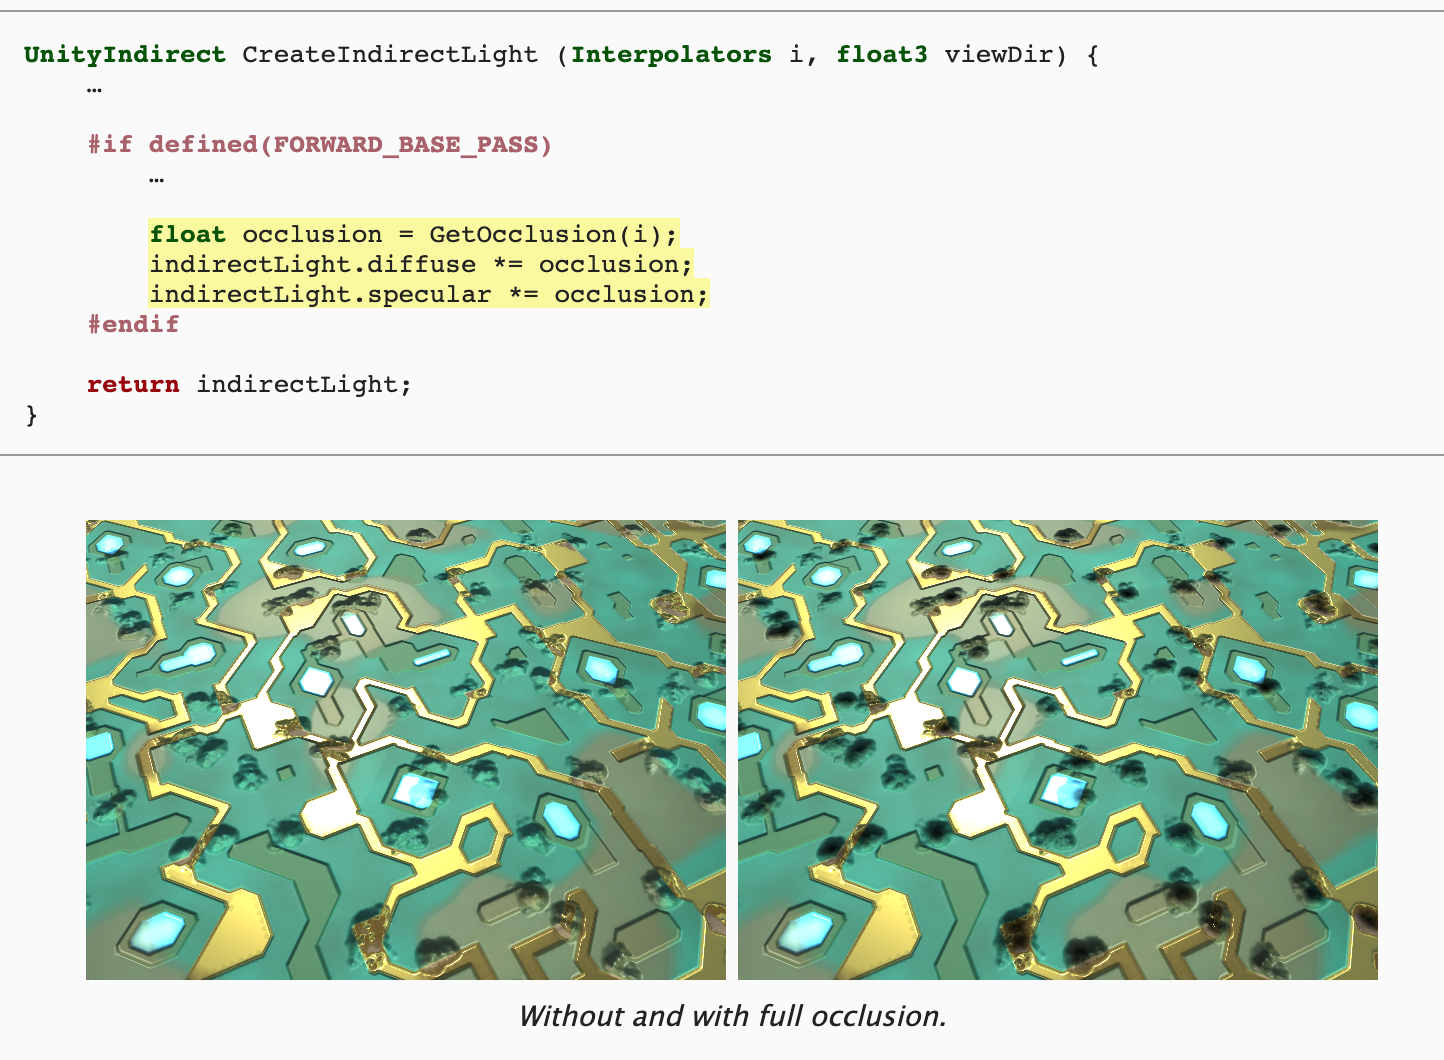 UnityIndirect CreateIndirectLight (Interpolators i, float3 viewDir) {
…
#if defined(FORWARD_BASE_PASS)
…
float occlusion = GetOcclusion(i);
indirectLight.diffuse *= occlusion;
indirectLight.specular *= occlusion;
#endif
return indirectLight;
}
Without and with full occlusion.